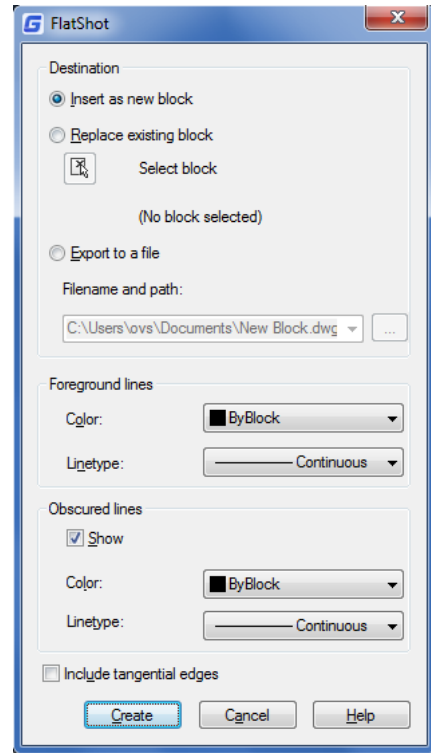 FlatShot
Destination
Insert as new block
Replace existing block
Select block
(No block selected)
Export to a file
Filename and path:
C:\Users\ovs\Documents\New Block.dwg ...
Foreground lines
Color: ByBlock
Linetype: Continuous
Obscured lines
Show
Color: ByBlock
Linetype: Continuous
Include tangential edges
Create Cancel Help